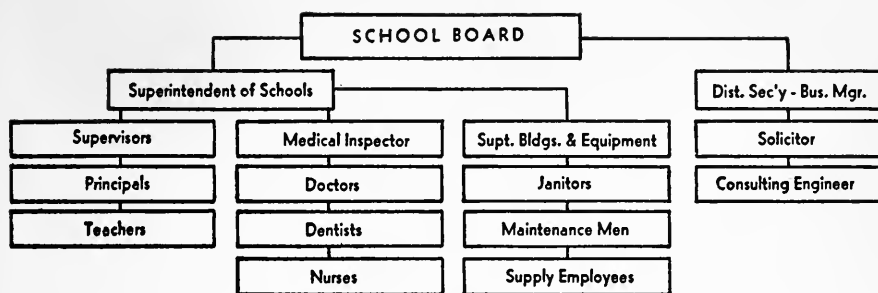 SCHOOL BOARD
Superintendent of Schools
Dist. Sec'y - Bus. Mgr.
Supervisors
Medical Inspector
Supt. Bldgs. & Equipment
Solicitor
Principals
Doctors
Janitors
Consulting Engineer
Teachers
Dentists
Maintenance Men
Nurses
Supply Employees